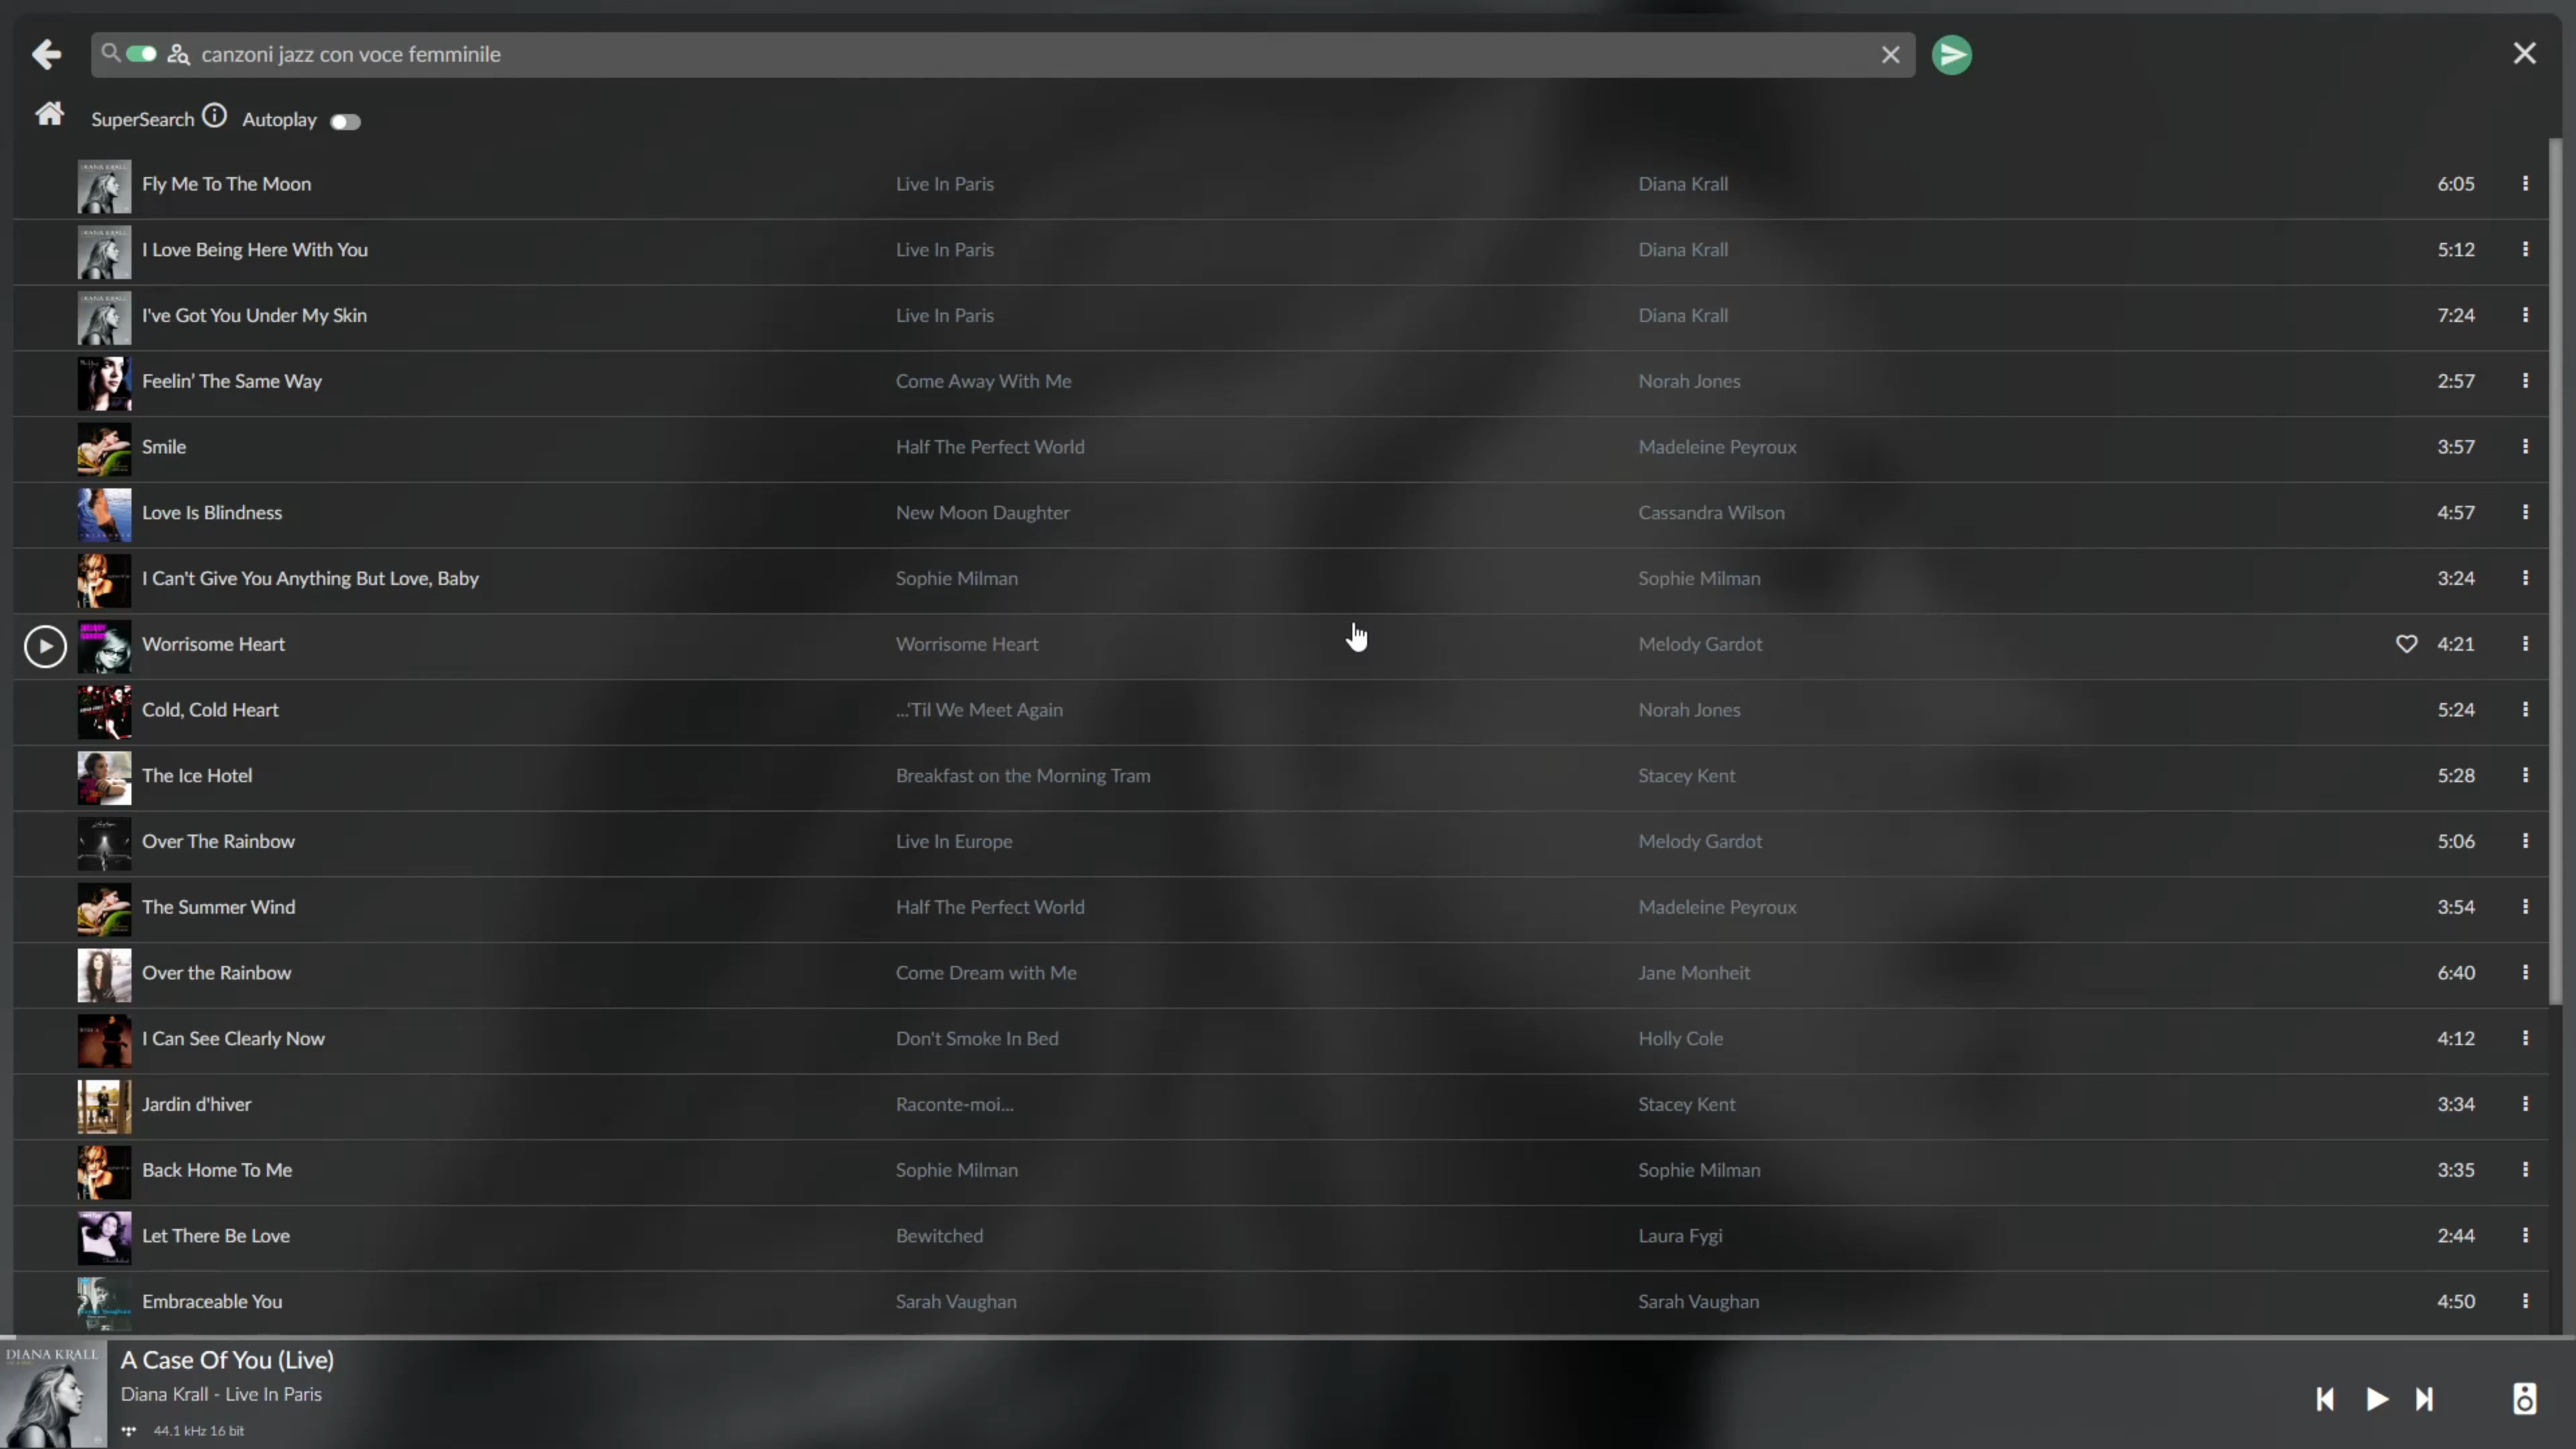 canzoni jazz con voce femminile
SuperSearch Autoplay
Fly Me To The Moon Live In Paris Diana Krall 6:05
I Love Being Here With You Live In Paris Diana Krall 5:12
I've Got You Under My Skin Live In Paris Diana Krall 7:24
Feelin' The Same Way Come Away With Me Norah Jones 2:57
Smile Half The Perfect World Madeleine Peyroux 3:57
Love Is Blindness New Moon Daughter Cassandra Wilson 4:57
I Can't Give You Anything But Love, Baby Sophie Milman Sophie Milman 3:24
Worrisome Heart Worrisome Heart Melody Gardot 4:21
Cold, Cold Heart ...'Til We Meet Again Norah Jones 5:24
The Ice Hotel Breakfast on the Morning Tram Stacey Kent 5:28
Over The Rainbow Live In Europe Melody Gardot 5:06
The Summer Wind Half The Perfect World Madeleine Peyroux 3:54
Over the Rainbow Come Dream with Me Jane Monheit 6:40
I Can See Clearly Now Don't Smoke In Bed Holly Cole 4:12
Jardin d'hiver Raconte-moi... Stacey Kent 3:34
Back Home To Me Sophie Milman Sophie Milman 3:35
Let There Be Love Bewitched Laura Fygi 2:44
Embraceable You Sarah Vaughan Sarah Vaughan 4:50
DIANA KRALL
A Case Of You (Live)
Diana Krall - Live In Paris
44.1 kHz 16 bit